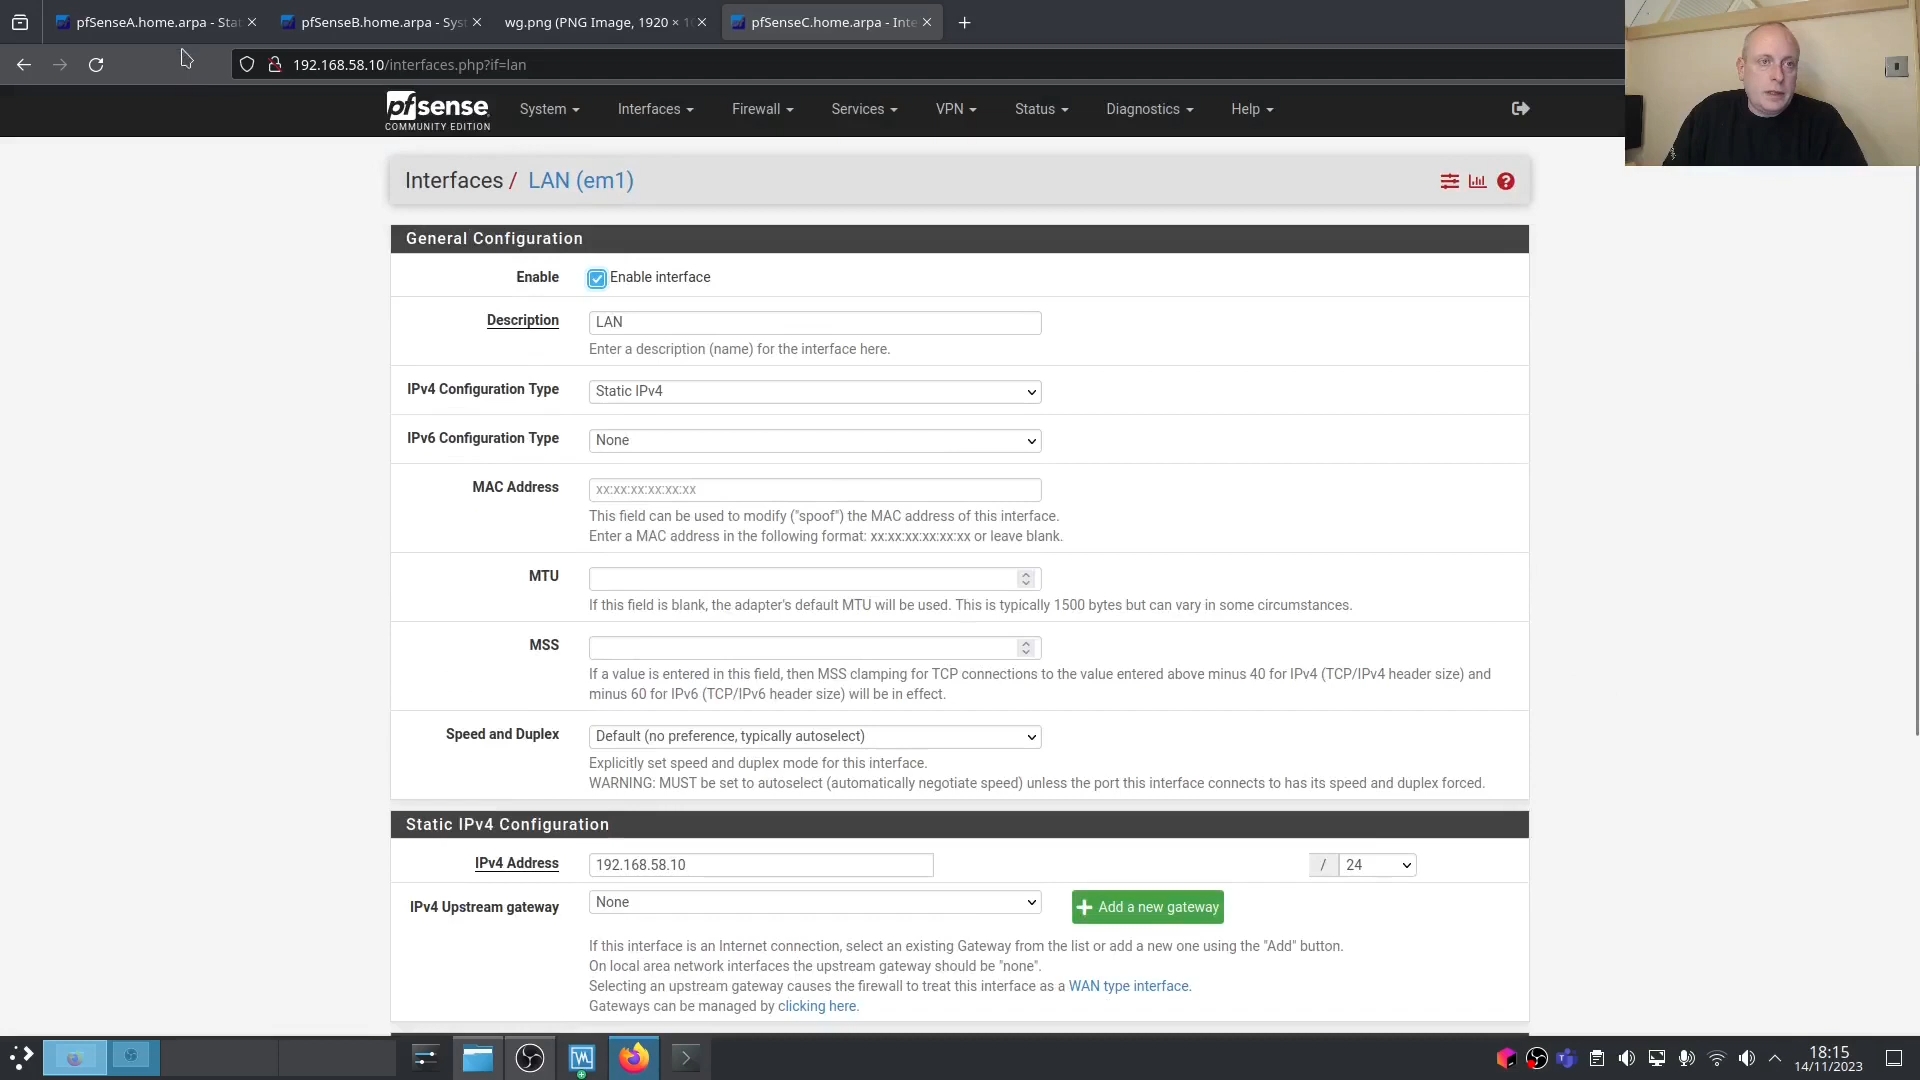 pfSenseA.home.arpa - Sta
pfSenseB.home.arpa - Sys
wg.png (PNG Image, 1920 × 1
pfSenseC.home.arpa - Inte
192.168.58.10/interfaces.php?if=lan
pfsense
COMMUNITY EDITION
System
Interfaces
Firewall
Services
VPN
Status
Diagnostics
Help
Interfaces / LAN (em1)
General Configuration
Enable
Enable interface
Description
LAN
Enter a description (name) for the interface here.
IPv4 Configuration Type
Static IPv4
IPv6 Configuration Type
None
MAC Address
xx:xx:xx:xx:xx:xx
This field can be used to modify ("spoof") the MAC address of this interface.
Enter a MAC address in the following format: xx:xx:xx:xx:xx:xx or leave blank.
MTU
If this field is blank, the adapter's default MTU will be used. This is typically 1500 bytes but can vary in some circumstances.
MSS
If a value is entered in this field, then MSS clamping for TCP connections to the value entered above minus 40 for IPv4 (TCP/IPv4 header size) and
minus 60 for IPv6 (TCP/IPv6 header size) will be in effect.
Speed and Duplex
Default (no preference, typically autoselect)
Explicitly set speed and duplex mode for this interface.
WARNING: MUST be set to autoselect (automatically negotiate speed) unless the port this interface connects to has its speed and duplex forced.
Static IPv4 Configuration
IPv4 Address
192.168.58.10
/ 24
IPv4 Upstream gateway
None
Add a new gateway
If this interface is an Internet connection, select an existing Gateway from the list or add a new one using the "Add" button.
On local area network interfaces the upstream gateway should be "none".
Selecting an upstream gateway causes the firewall to treat this interface as a WAN type interface.
Gateways can be managed by clicking here.
18:15
14/11/2023